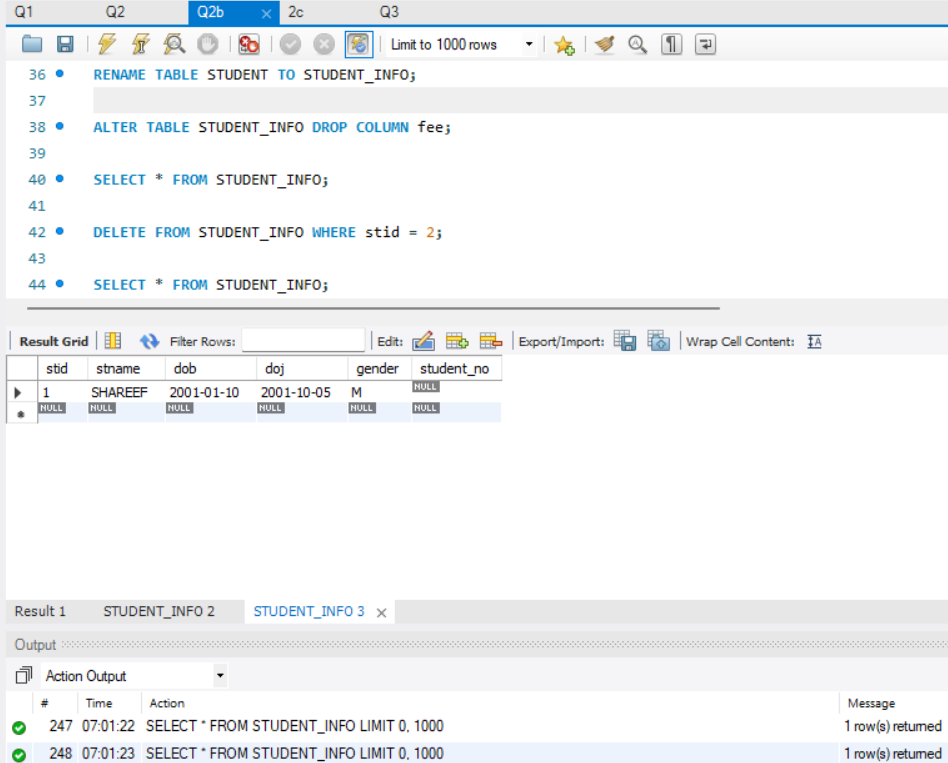 Q1 Q2 Q2b × 2c Q3
Limit to 1000 rows
36 RENAME TABLE STUDENT TO STUDENT_INFO;
37
38 ALTER TABLE STUDENT_INFO DROP COLUMN fee;
39
40 SELECT * FROM STUDENT_INFO;
41
42 DELETE FROM STUDENT_INFO WHERE stid = 2;
43
44 SELECT * FROM STUDENT_INFO;
Result Grid Filter Rows: Edit: Export/Import: Wrap Cell Content: IA
stid stname dob doj gender student_no
1 SHAREEF 2001-01-10 2001-10-05 M NULL
NULL NULL NULL NULL NULL NULL
Result 1 STUDENT_INFO 2 STUDENT_INFO 3 ×
Output
Action Output
# Time Action Message
247 07:01:22 SELECT * FROM STUDENT_INFO LIMIT 0, 1000 1 row(s) returned
248 07:01:23 SELECT * FROM STUDENT_INFO LIMIT 0, 1000 1 row(s) returned